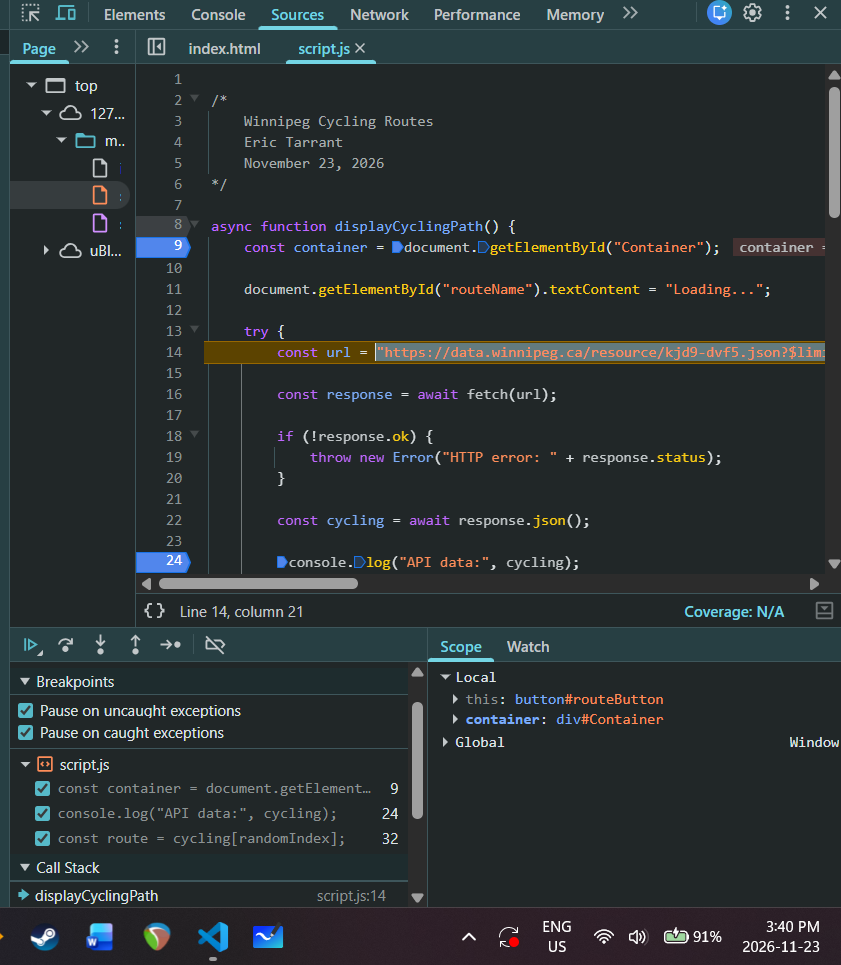 Elements Console Sources Network Performance Memory
Page index.html script.js
top
127...
m..
uBl...
1
2 /*
3 Winnipeg Cycling Routes
4 Eric Tarrant
5 November 23, 2026
6 */
7
8 async function displayCyclingPath() {
9 const container = document.getElementById("Container"); container =
10
11 document.getElementById("routeName").textContent = "Loading...";
12
13 try {
14 const url = "https://data.winnipeg.ca/resource/kjd9-dvf5.json?$limi
15
16 const response = await fetch(url);
17
18 if (!response.ok) {
19 throw new Error("HTTP error: " + response.status);
20 }
21
22 const cycling = await response.json();
23
24 console.log("API data:", cycling);
{} Line 14, column 21 Coverage: N/A
Breakpoints
Pause on uncaught exceptions
Pause on caught exceptions
script.js
const container = document.getElement... 9
console.log("API data:", cycling); 24
const route = cycling[randomIndex]; 32
Call Stack
displayCyclingPath script.js:14
Scope Watch
Local
this: button#routeButton
container: div#Container
Global Window
ENG
US
91%
3:40 PM
2026-11-23